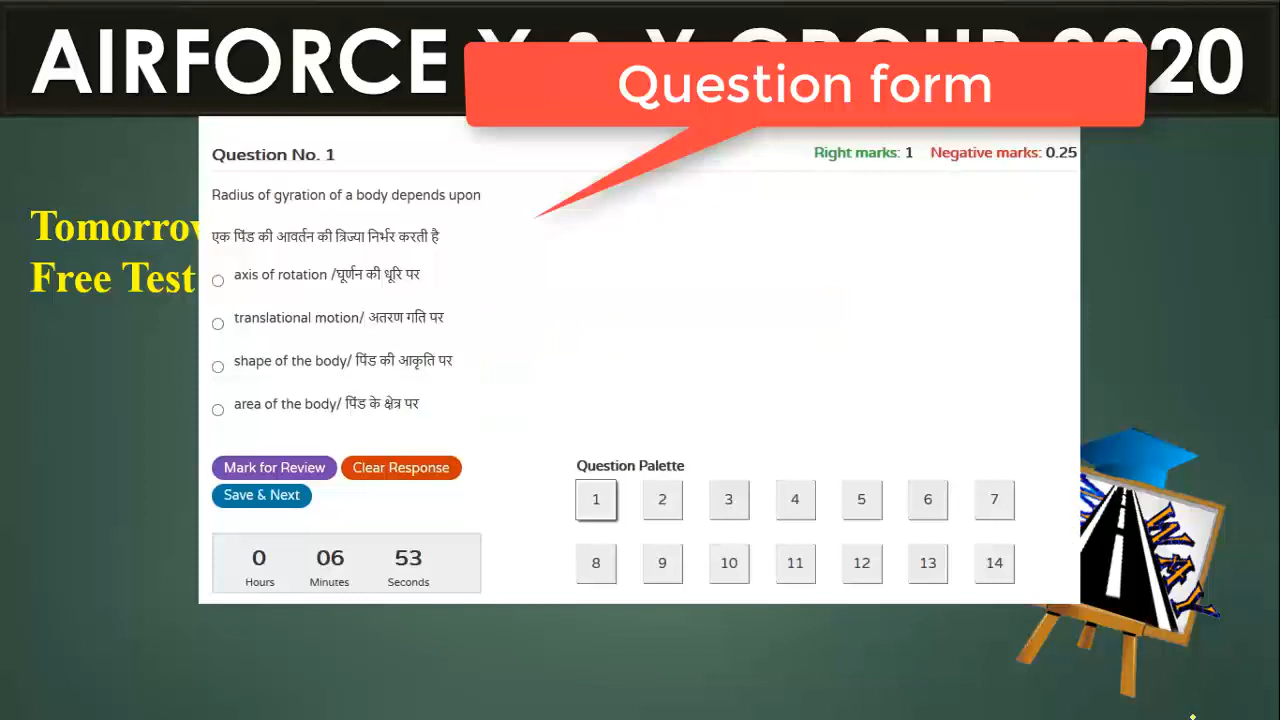 AIRFORCE X & Y GROUP 2020
Question form
Question No. 1
Right marks: 1 Negative marks: 0.25
Tomorrow
Free Test
Radius of gyration of a body depends upon
एक पिंड की आवर्तन की त्रिज्या निर्भर करती है
axis of rotation /घूर्णन की धूरि पर
translational motion/ अतरण गति पर
shape of the body/ पिंड की आकृति पर
area of the body/ पिंड के क्षेत्र पर
Mark for Review Clear Response
Save & Next
Question Palette
1 2 3 4 5 6 7
8 9 10 11 12 13 14
0 06 53
Hours Minutes Seconds
WAY